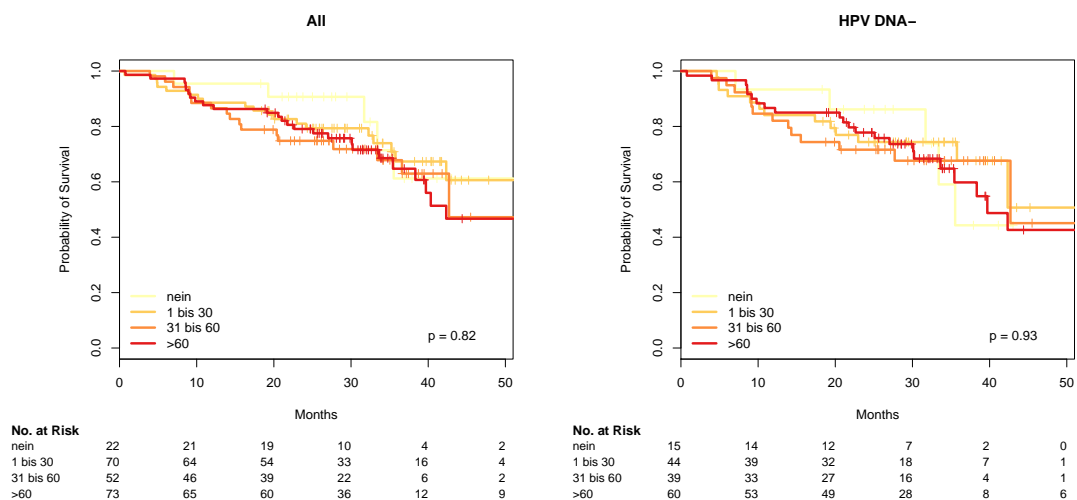 All
Probability of Survival
1.0
0.8
0.6
0.4
0.2
0.0
nein
1 bis 30
31 bis 60
>60
p = 0.82
0 10 20 30 40 50
Months
No. at Risk
nein 22 21 19 10 4 2
1 bis 30 70 64 54 33 16 4
31 bis 60 52 46 39 22 6 2
>60 73 65 60 36 12 9
HPV DNA−
Probability of Survival
1.0
0.8
0.6
0.4
0.2
0.0
nein
1 bis 30
31 bis 60
>60
p = 0.93
0 10 20 30 40 50
Months
No. at Risk
nein 15 14 12 7 2 0
1 bis 30 44 39 32 18 7 1
31 bis 60 39 33 27 16 4 1
>60 60 53 49 28 8 6